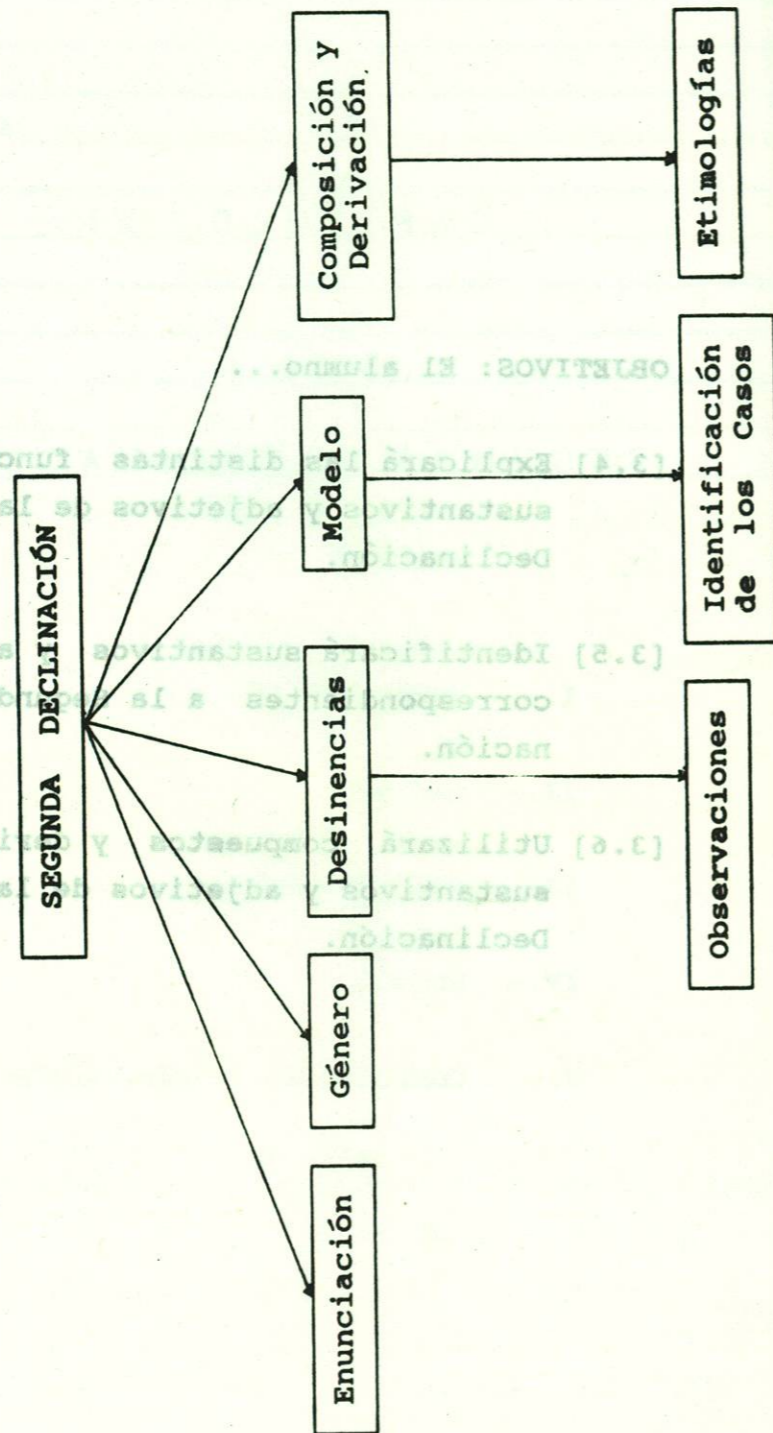 SEGUNDA DECLINACIÓN
Enunciación
Género
Desinencias
Modelo
Composición y
Derivación
Observaciones
Identificación
de los Casos
Etimologías
OBJETIVOS: El alumno...
[3.4] Explicará las distintas func
sustantivos y adjetivos de la
Declinación.
[3.5] Identificará sustantivos y a
correspondientes a la Segund
nación.
[3.6] Utilizará compuestos y deri
sustantivos y adjetivos de la
Declinación.